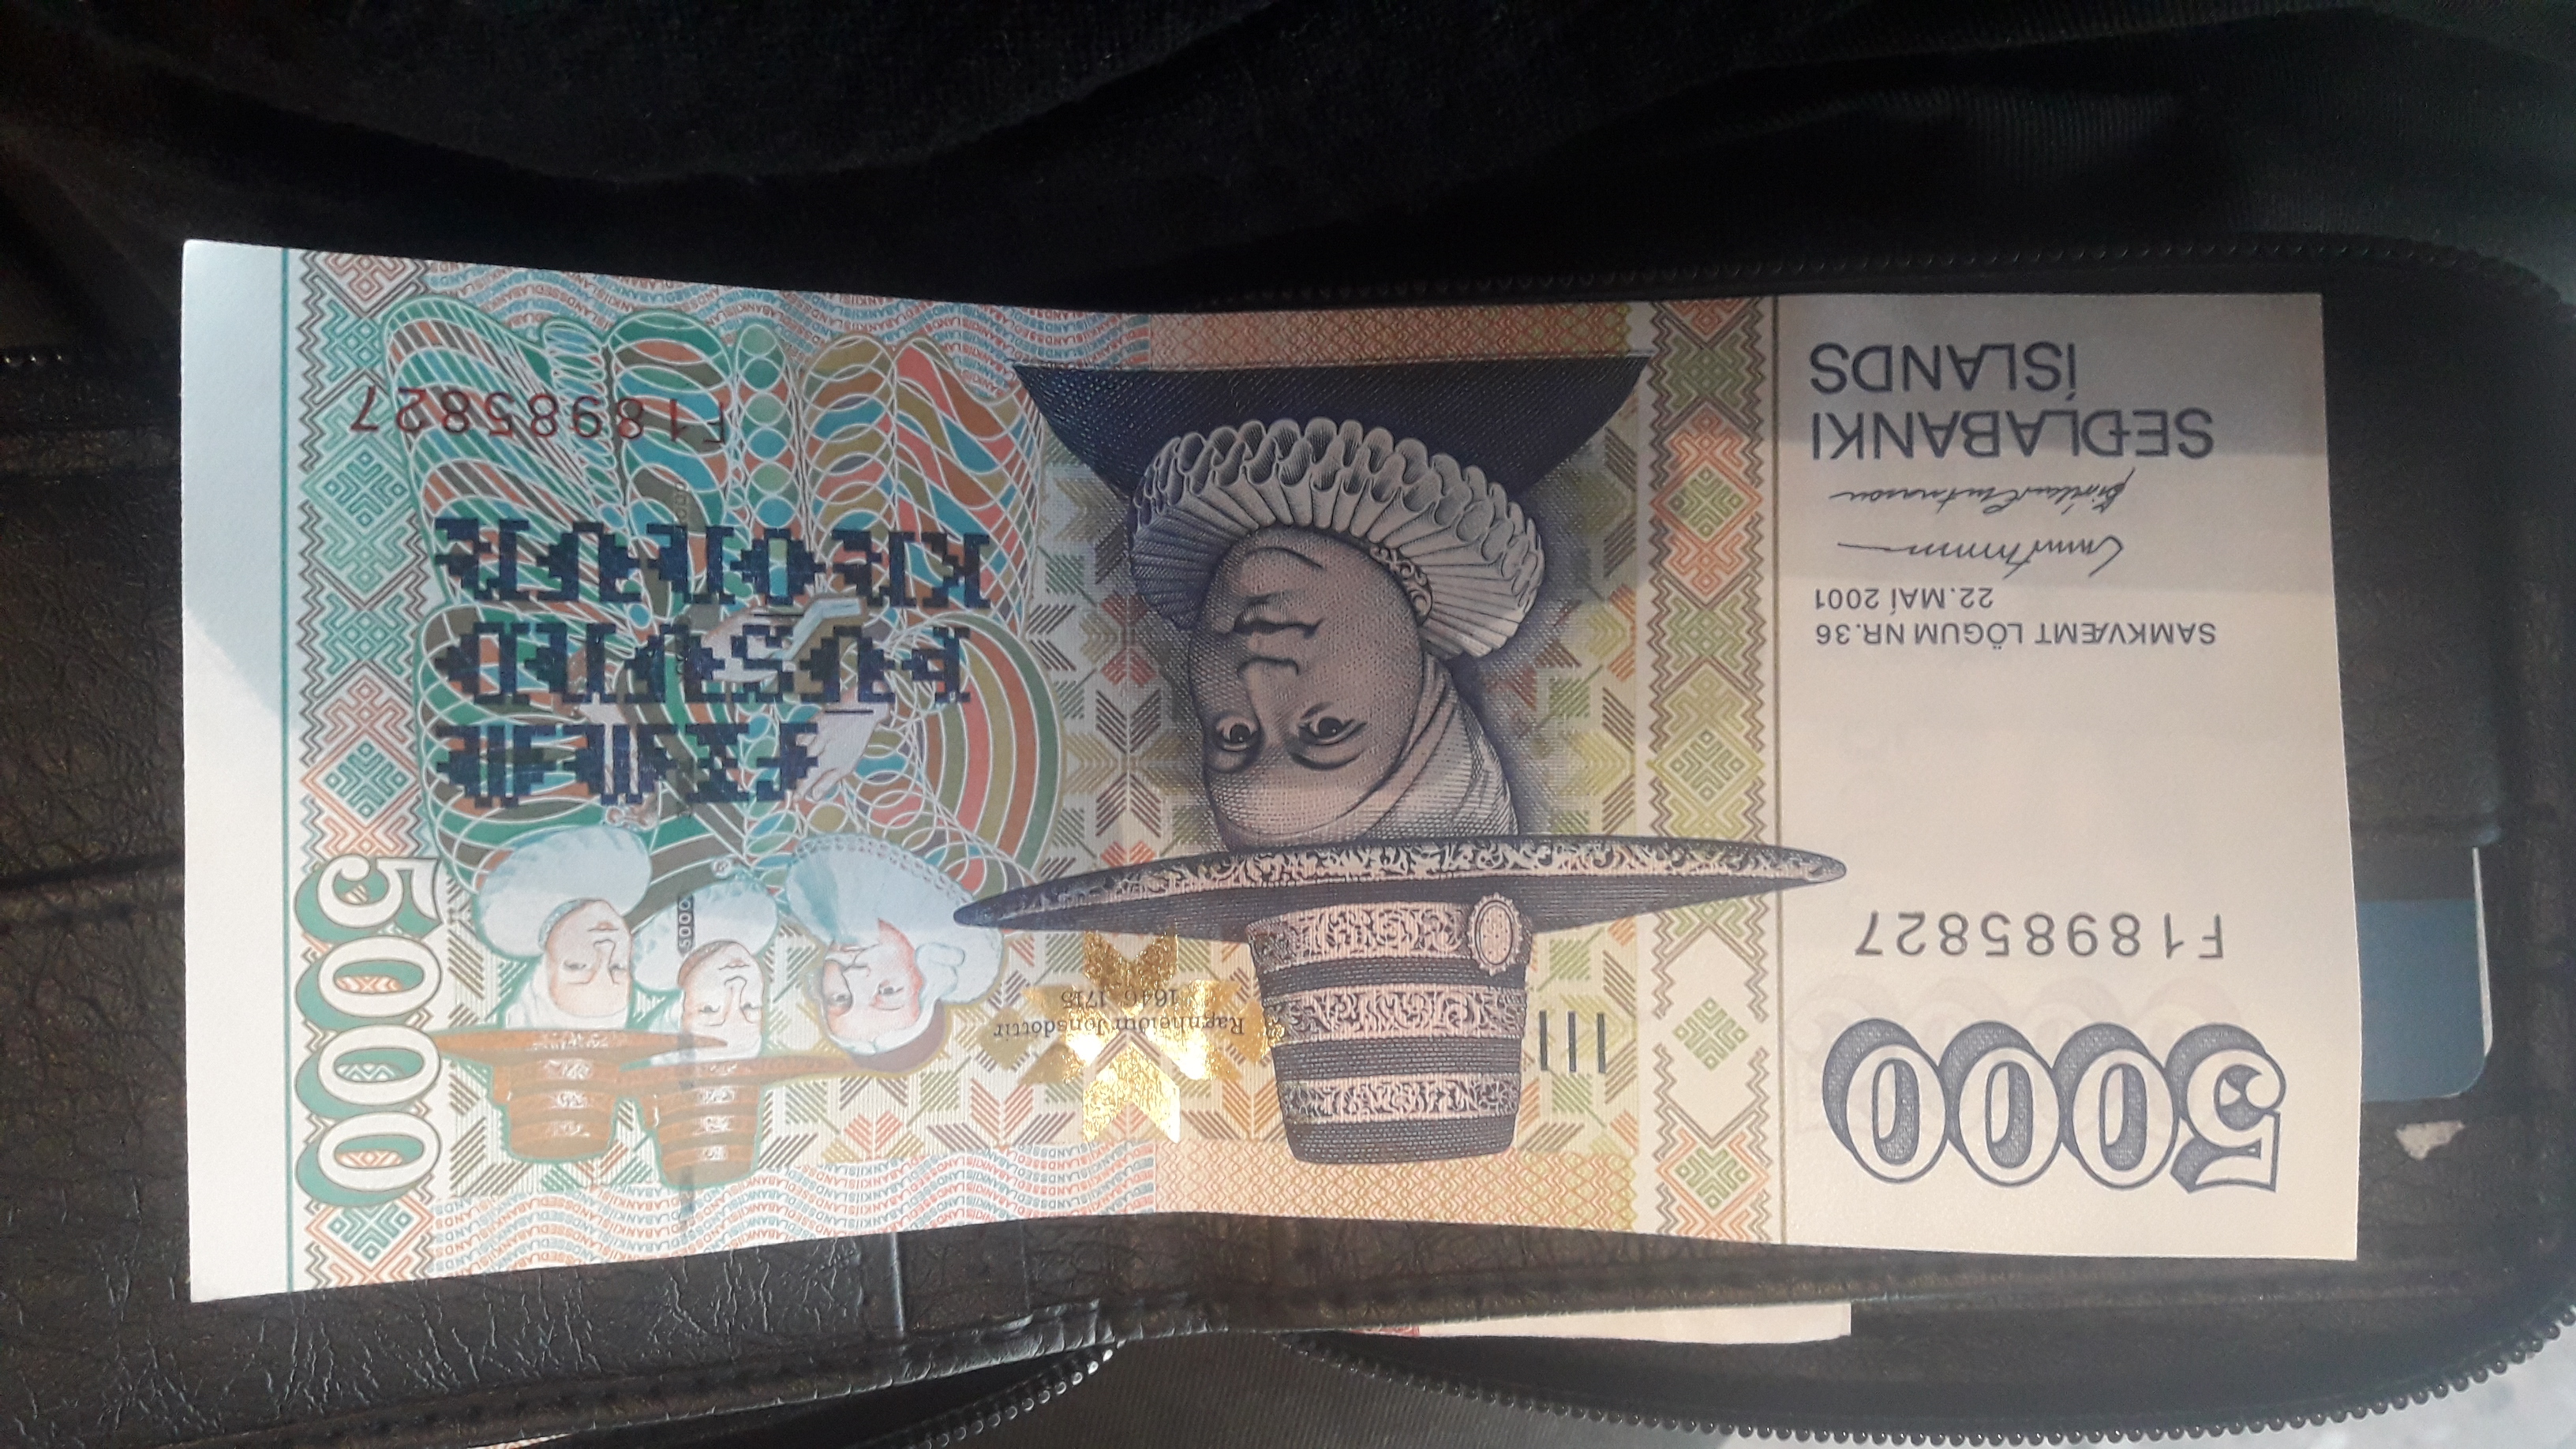 5000
F18985827
SAMKVÆMT LÖGUM NR.36
22. MAÍ 2001
SEÐLABANKI
ÍSLANDS
Ragnheiður Jónsdóttir
1646 1715
5000
5000
FIMM
ÞÚSUND
KRÓNUR
F18985827